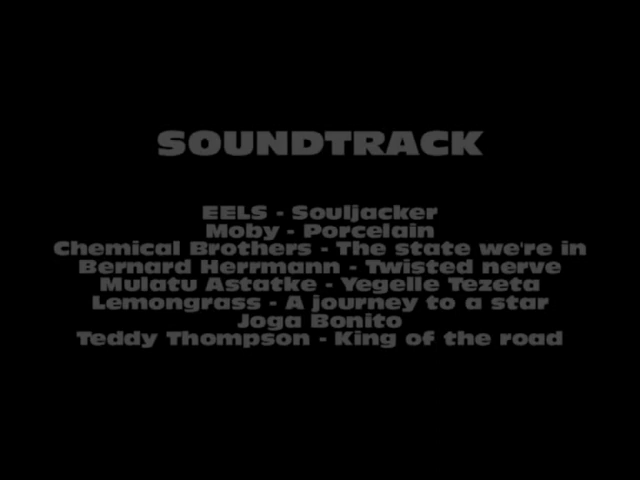 SOUNDTRACK
EELS - Souljacker
Moby - Porcelain
Chemical Brothers - The state we're in
Bernard Herrmann - Twisted nerve
Mulatu Astatke - Yegelle Tezeta
Lemongrass - A journey to a star
Joga Bonito
Teddy Thompson - King of the road